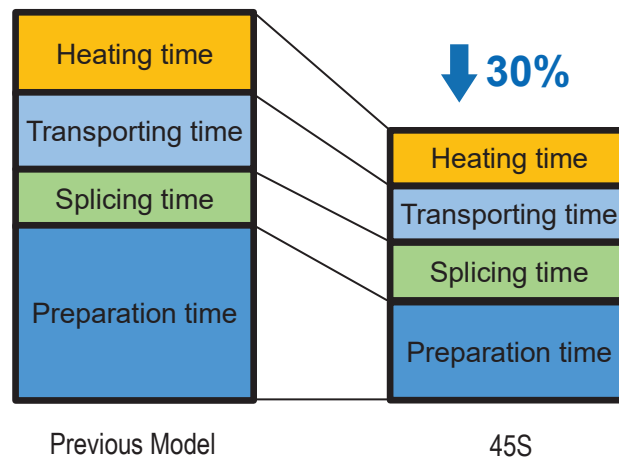 Heating time
Transporting time
Splicing time
Preparation time
Previous Model
30%
Heating time
Transporting time
Splicing time
Preparation time
45S